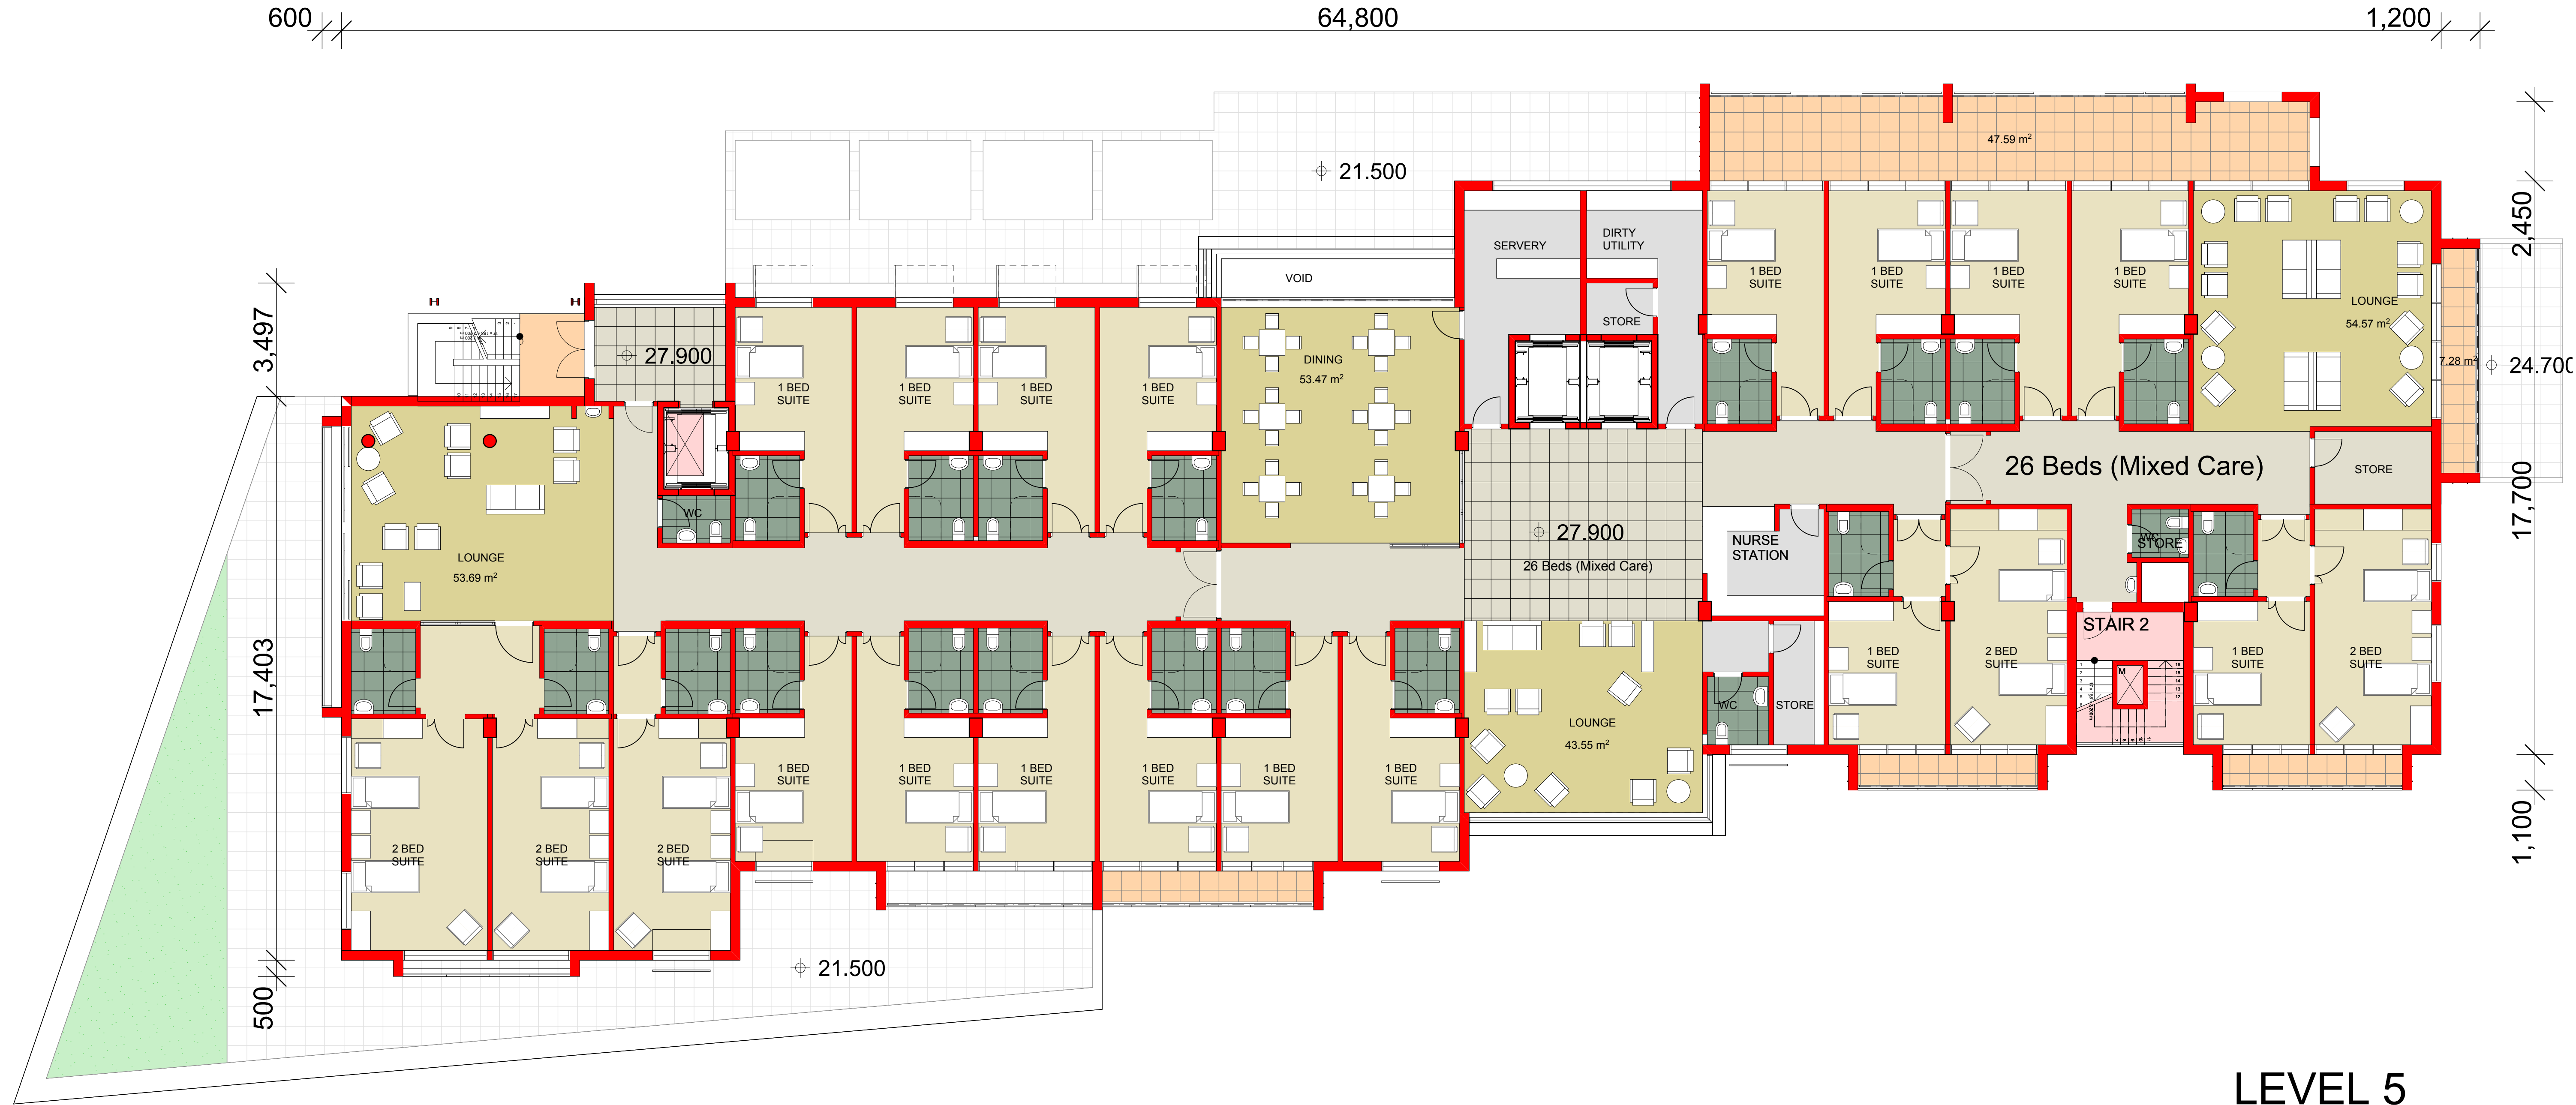 600
64,800
1,200
47.59 m²
21.500
2,450
SERVERY
DIRTY
UTILITY
VOID
1 BED
SUITE
1 BED
SUITE
1 BED
SUITE
1 BED
SUITE
LOUNGE
54.57 m²
STORE
3,497
27.900
DINING
53.47 m²
7.28 m²
24.700
1 BED
SUITE
1 BED
SUITE
1 BED
SUITE
1 BED
SUITE
26 Beds (Mixed Care)
STORE
17,700
WC
27.900
NURSE
STATION
WC
STORE
LOUNGE
53.69 m²
26 Beds (Mixed Care)
STAIR 2
17,403
1 BED
SUITE
2 BED
SUITE
M
1 BED
SUITE
2 BED
SUITE
WC
STORE
LOUNGE
43.55 m²
1 BED
SUITE
1 BED
SUITE
1 BED
SUITE
1 BED
SUITE
1 BED
SUITE
1 BED
SUITE
1,100
2 BED
SUITE
2 BED
SUITE
2 BED
SUITE
21.500
500
LEVEL 5